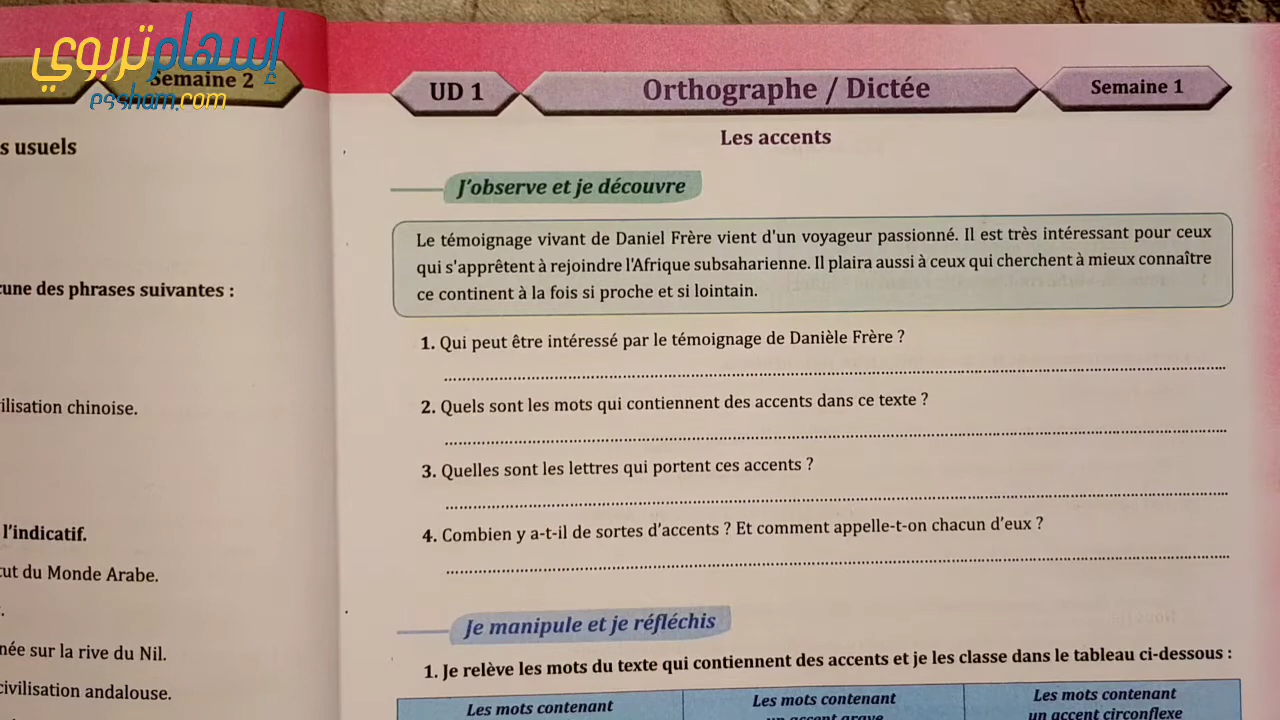 إسهام تربوي
essham.com
Semaine 2
s usuels
cune des phrases suivantes :
ilisation chinoise.
l'indicatif.
tut du Monde Arabe.
née sur la rive du Nil.
civilisation andalouse.
UD 1
Orthographe / Dictée
Semaine 1
Les accents
J'observe et je découvre
Le témoignage vivant de Daniel Frère vient d'un voyageur passionné. Il est très intéressant pour ceux
qui s'apprêtent à rejoindre l'Afrique subsaharienne. Il plaira aussi à ceux qui cherchent à mieux connaître
ce continent à la fois si proche et si lointain.
1. Qui peut être intéressé par le témoignage de Danièle Frère ?
2. Quels sont les mots qui contiennent des accents dans ce texte ?
3. Quelles sont les lettres qui portent ces accents ?
4. Combien y a-t-il de sortes d'accents ? Et comment appelle-t-on chacun d'eux ?
Je manipule et je réfléchis
1. Je relève les mots du texte qui contiennent des accents et je les classe dans le tableau ci-dessous :
Les mots contenant
Les mots contenant
un accent grave
Les mots contenant
un accent circonflexe